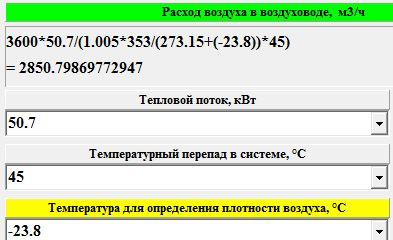 Расход воздуха в воздуховоде, м3/ч
3600*50.7/(1.005*353/(273.15+(-23.8))*45)
= 2850.79869772947
Тепловой поток, кВт
50.7
Температурный перепад в системе, °C
45
Температура для определения плотности воздуха, °C
-23.8